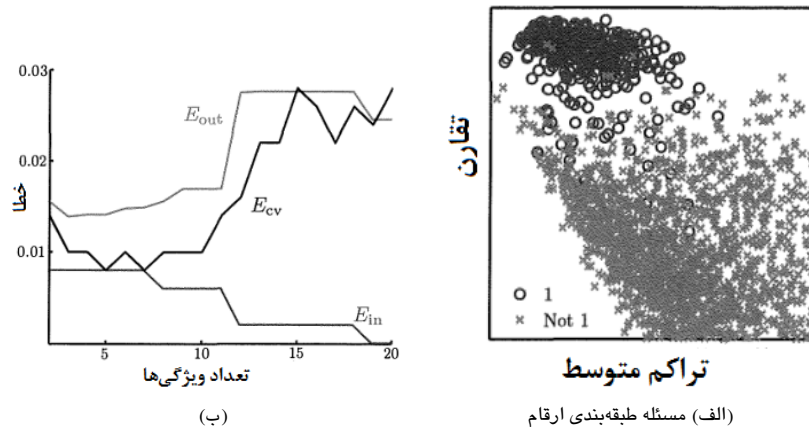 0.03
0.02
0.01
خطا
E_out
E_cv
E_in
5
10
15
20
تعداد ویژگی‌ها
(ب)
تقارن
1
Not 1
تراکم متوسط
(الف) مسئله طبقه‌بندی ارقام